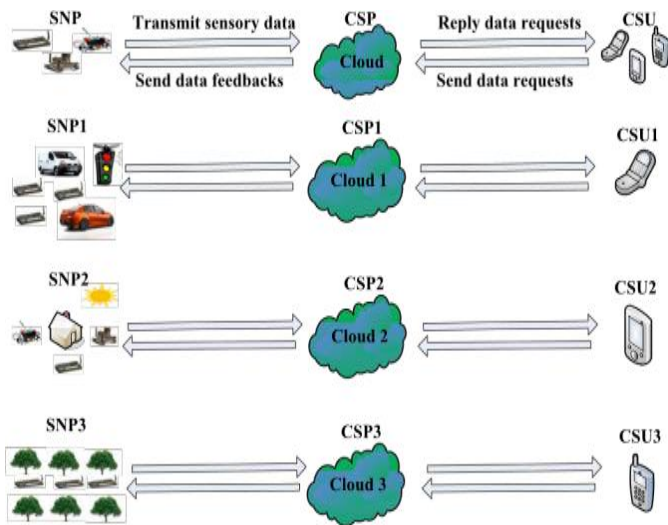 SNP
Transmit sensory data
CSP
Reply data requests
CSU
Cloud
Send data feedbacks
Send data requests
SNP1
CSP1
CSU1
Cloud 1
SNP2
CSP2
CSU2
Cloud 2
SNP3
CSP3
CSU3
Cloud 3